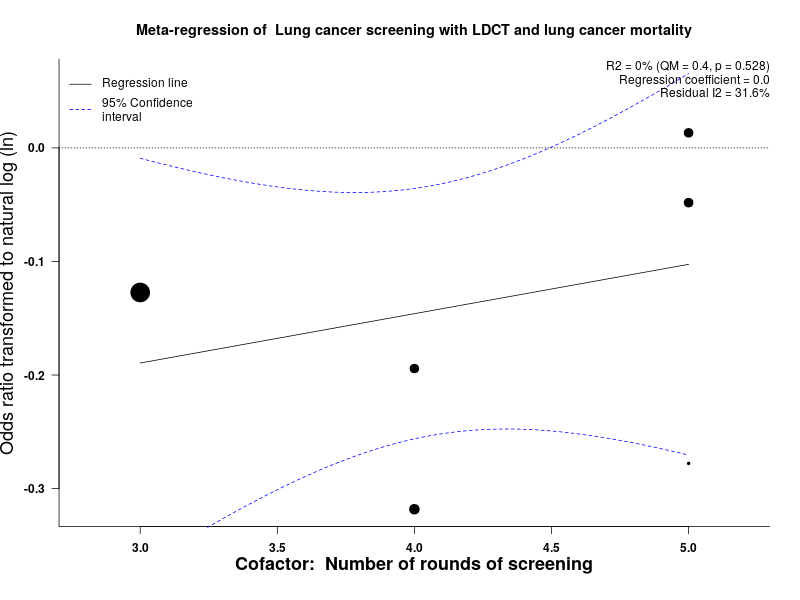 Meta-regression of  Lung cancer screening with LDCT and lung cancer mortality
R2 = 0% (QM = 0.4, p = 0.528)
Regression coefficient = 0.0
Residual I2 = 31.6%
Regression line
95% Confidence
interval
Odds ratio transformed to natural log (ln)
0.0
-0.1
-0.2
-0.3
3.0 3.5 4.0 4.5 5.0
Cofactor:  Number of rounds of screening